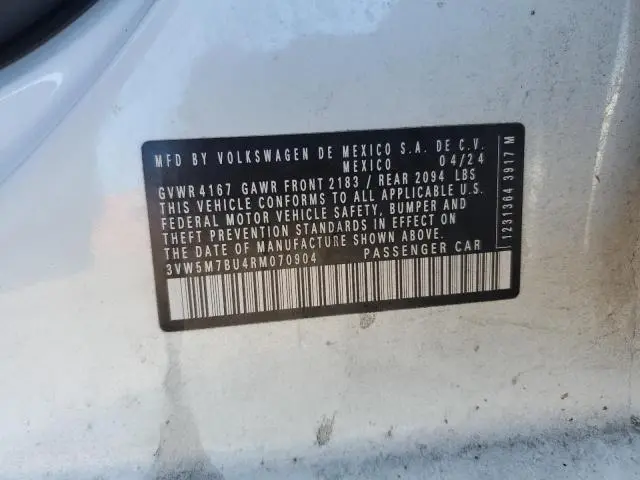 MFD BY VOLKSWAGEN DE MEXICO S.A. DE C.V.
MEXICO 04/24
GVWR 4167 GAWR FRONT 2183 / REAR 2094 LBS
THIS VEHICLE CONFORMS TO ALL APPLICABLE U.S.
FEDERAL MOTOR VEHICLE SAFETY, BUMPER AND
THEFT PREVENTION STANDARDS IN EFFECT ON
THE DATE OF MANUFACTURE SHOWN ABOVE.
3VW5M7BU4RM070904 PASSENGER CAR
1291364 3917 M